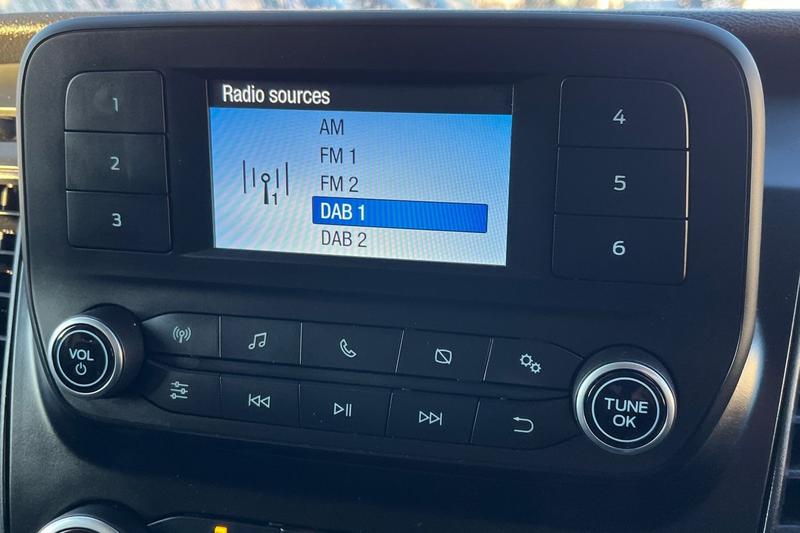 Radio sources
AM
FM 1
FM 2
DAB 1
DAB 2
1
1
2
3
4
5
6
VOL
TUNE
OK